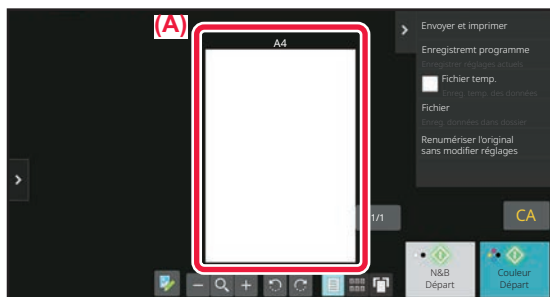 (A)
A4
Envoyer et imprimer
Enregistremt programme
Enregistrer réglages actuels
Fichier temp.
Enreg. temp. des données
Fichier
Enreg. données dans dossier
Renumériser l'original
sans modifier réglages
1/1
CA
N&B
Départ
Couleur
Départ